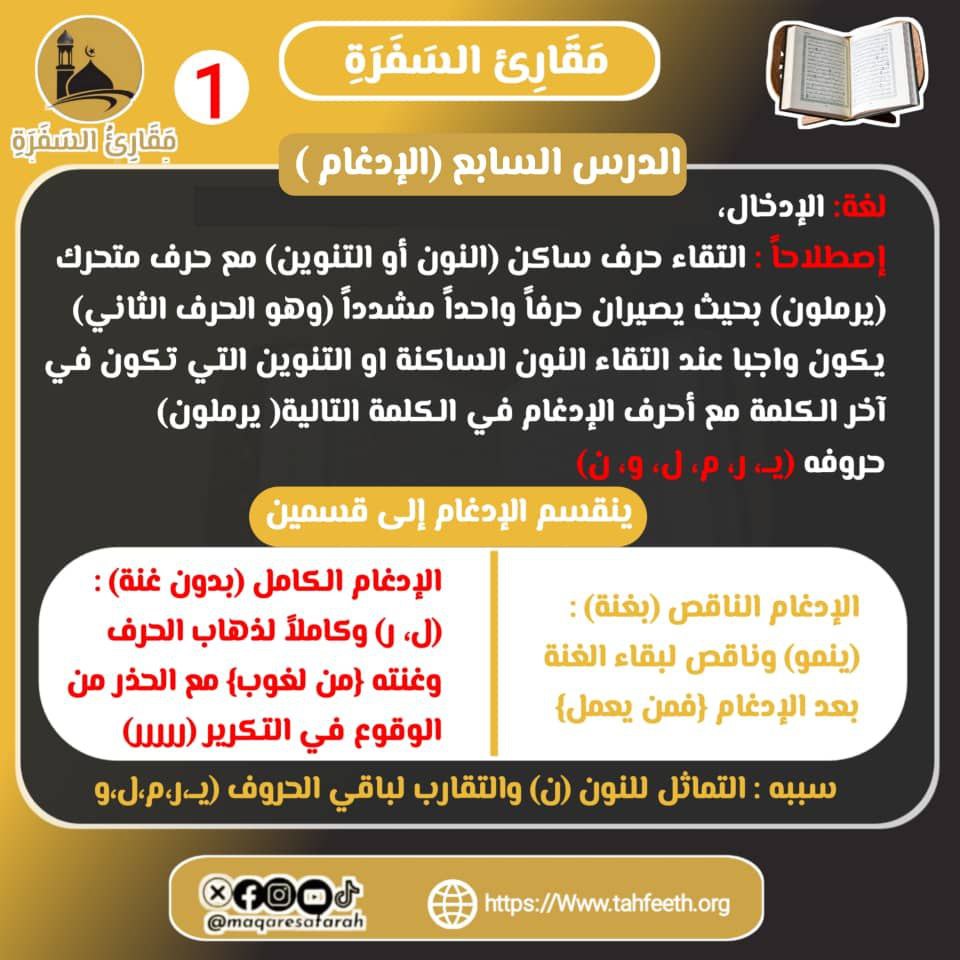 مَقَارِئ السَفَرَةِ
1
مَقَارِئُ السَفَرَةِ
الدرس السابع (الإدغام )
لغة: الإدخال،
إصطلاحاً : التقاء حرف ساكن (النون أو التنوين) مع حرف متحرك
(يرملون) بحيث يصيران حرفاً واحداً مشدداً (وهو الحرف الثاني)
يكون واجبا عند التقاء النون الساكنة او التنوين التي تكون في
آخر الكلمة مع أحرف الإدغام في الكلمة التالية( يرملون)
حروفه (يـ، ر، م، ل، و، ن)
ينقسم الإدغام إلى قسمين
الإدغام الناقص (بغنة) :
(ينمو) وناقص لبقاء الغنة
بعد الإدغام {فمن يعمل}
الإدغام الكامل (بدون غنة) :
(ل، ر) وكاملاً لذهاب الحرف
وغنته {من لغوب} مع الحذر من
الوقوع في التكرير (ررررر)
سببه : التماثل للنون (ن) والتقارب لباقي الحروف (يـ،ر،م،ل،و
@maqaresafarah
https://Www.tahfeeth.org